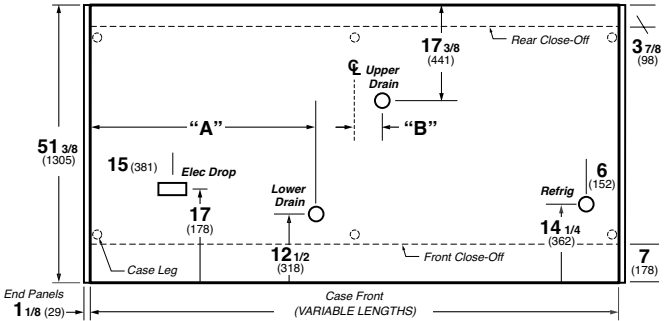 17 3/8
(441)
Rear Close-Off
3 7/8
(98)
℄ Upper
Drain
"A"
"B"
51 3/8
(1305)
15 (381)
Elec Drop
6
(152)
Lower
Drain
Refrig
17
(178)
14 1/4
(362)
12 1/2
(318)
Case Leg
Front Close-Off
7
(178)
End Panels
1 1/8 (29)
Case Front
(VARIABLE LENGTHS)